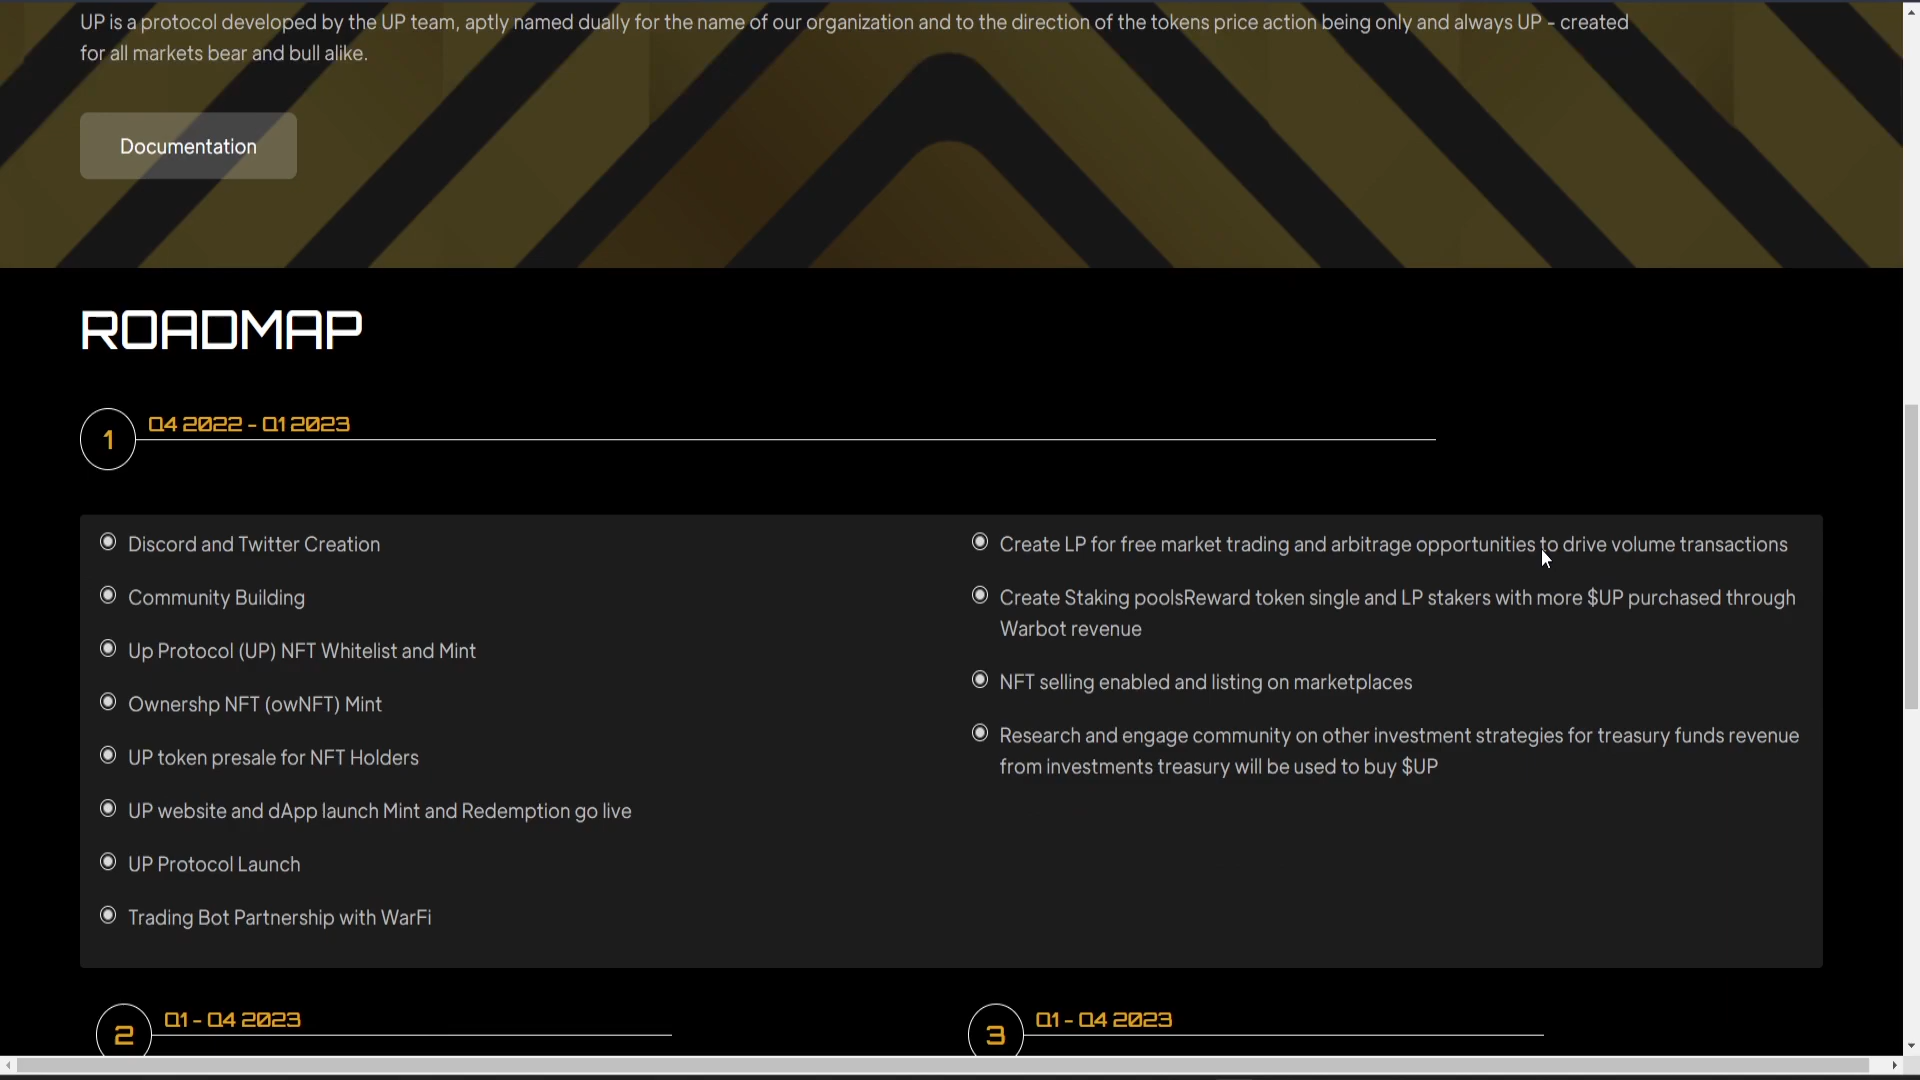 UP is a protocol developed by the UP team, aptly named dually for the name of our organization and to the direction of the tokens price action being only and always UP - created
for all markets bear and bull alike.
Documentation
ROADMAP
1
Q4 2022 - Q1 2023
Discord and Twitter Creation
Community Building
Up Protocol (UP) NFT Whitelist and Mint
Ownershp NFT (owNFT) Mint
UP token presale for NFT Holders
UP website and dApp launch Mint and Redemption go live
UP Protocol Launch
Trading Bot Partnership with WarFi
Create LP for free market trading and arbitrage opportunities to drive volume transactions
Create Staking poolsReward token single and LP stakers with more $UP purchased through
Warbot revenue
NFT selling enabled and listing on marketplaces
Research and engage community on other investment strategies for treasury funds revenue
from investments treasury will be used to buy $UP
2
Q1 - Q4 2023
3
Q1 - Q4 2023